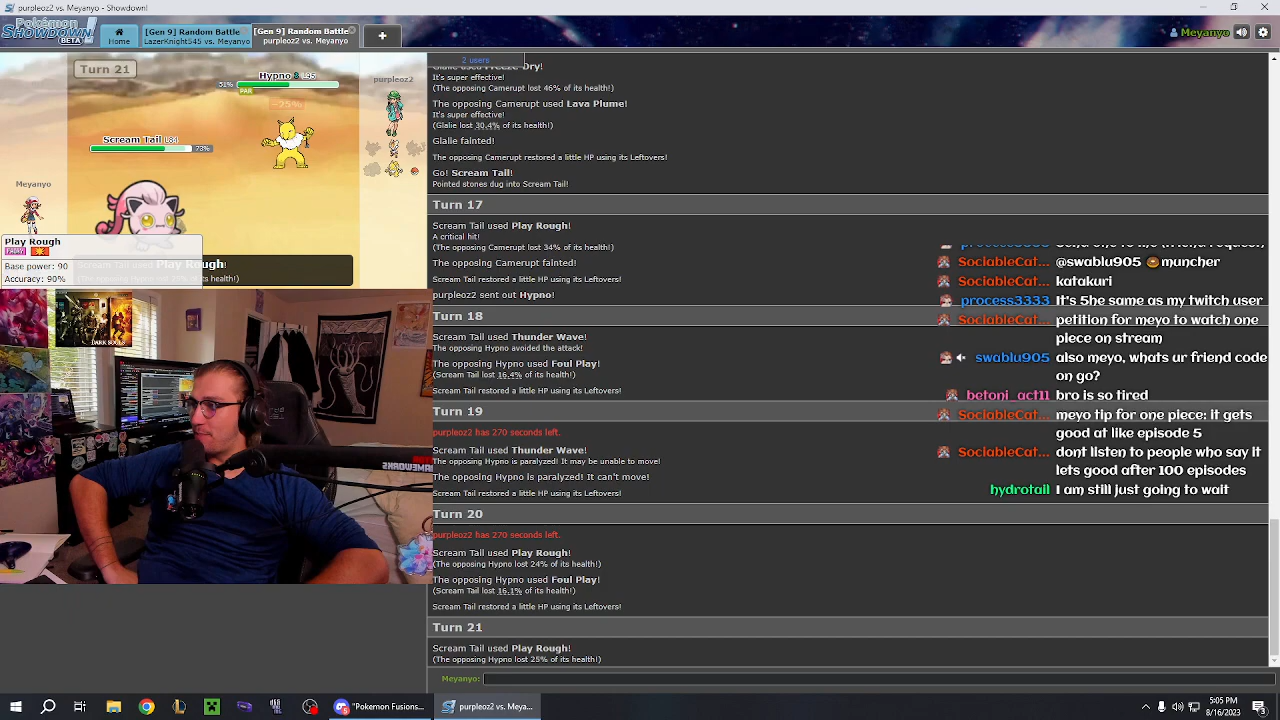 SHOWDOWN!
BETA
Home
[Gen 9] Random Battle
LazerKnight545 vs. Meyanyo
[Gen 9] Random Battle
purpleoz2 vs. Meyanyo
Meyanyo
Turn 21
Hypno
L95
51%
PAR
−25%
purpleoz2
Scream Tail L84
73%
Meyanyo
Play Rough
FAIRY
Base power: 90
Accuracy: 90%
Scream Tail used Play Rough!
2 users
It's super effective!
(The opposing Camerupt lost 46% of its health!)
The opposing Camerupt used Lava Plume!
It's super effective!
(Glalie lost 30.4% of its health!)
Glalie fainted!
Go! Scream Tail!
Pointed stones dug into Scream Tail!
Turn 17
Scream Tail used Play Rough!
A critical hit!
(The opposing Camerupt lost 34% of its health!)
The opposing Camerupt fainted!
Scream Tail restored a little HP using its Leftovers!
purpleoz2 sent out Hypno!
Turn 18
Scream Tail used Thunder Wave!
The opposing Hypno avoided the attack!
The opposing Hypno used Foul Play!
(Scream Tail lost 16.4% of its health!)
Scream Tail restored a little HP using its Leftovers!
Turn 19
purpleoz2 has 270 seconds left.
Scream Tail used Thunder Wave!
The opposing Hypno is paralyzed! It may be unable to move!
The opposing Hypno is paralyzed! It can't move!
Scream Tail restored a little HP using its Leftovers!
Turn 20
purpleoz2 has 270 seconds left.
Scream Tail used Play Rough!
(The opposing Hypno lost 24% of its health!)
The opposing Hypno used Foul Play!
(Scream Tail lost 16.1% of its health!)
Scream Tail restored a little HP using its Leftovers!
Turn 21
Scream Tail used Play Rough!
(The opposing Hypno lost 25% of its health!)
Meyanyo:
SociableCat... @swablu905 muncher
SociableCat... katakuri
process3333 It's 5he same as my twitch user
SociableCat... petition for meyo to watch one
piece on stream
swablu905 also meyo, whats ur friend code
on go?
betoni_act11 bro is so tired
SociableCat... meyo tip for one piece: it gets
good at like episode 5
SociableCat... dont listen to people who say it
lets good after 100 episodes
hydrotail I am still just going to wait
DARK SOULS
"Pokemon Fusions...
purpleoz2 vs. Meya...
5:05 PM
8/16/2023
3